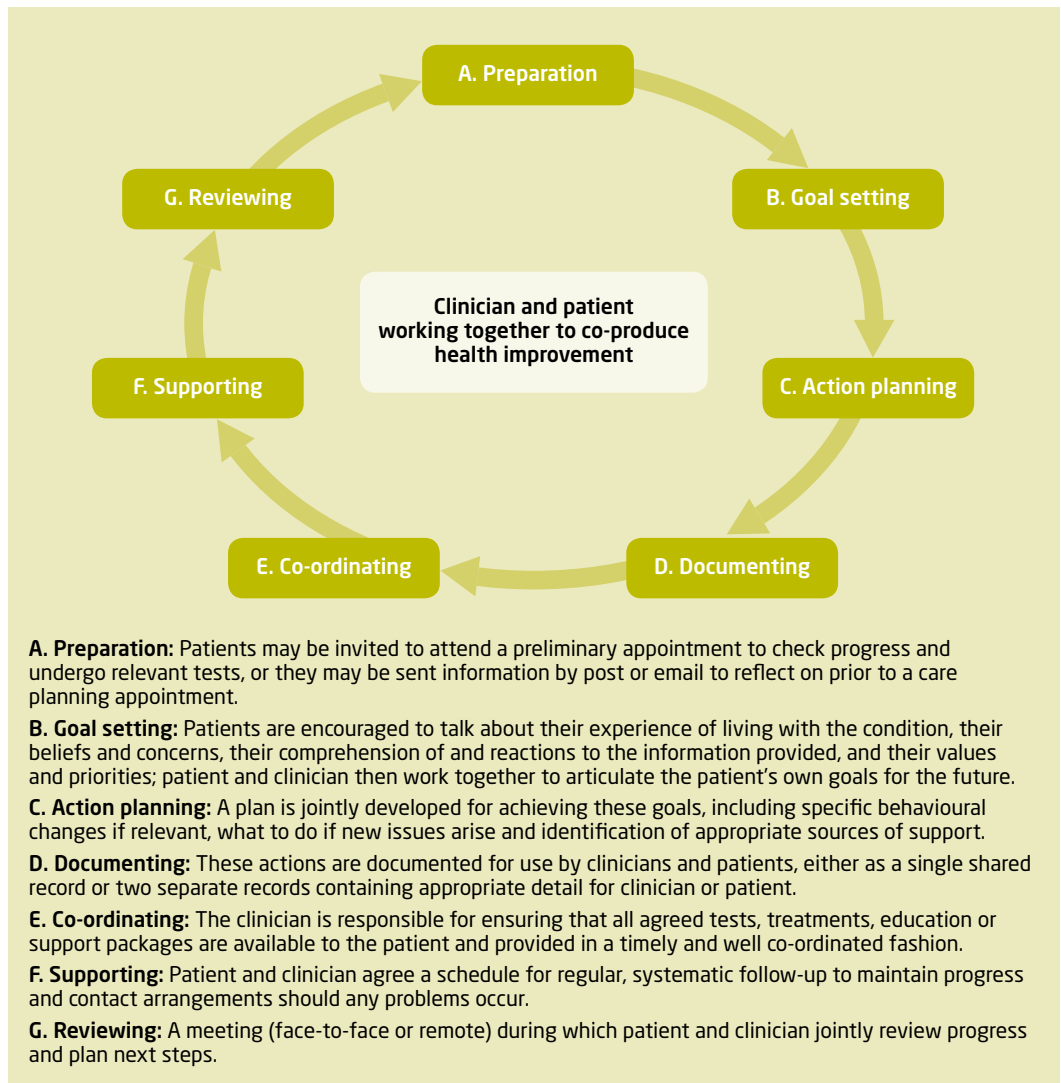 A. Preparation
G. Reviewing
B. Goal setting
Clinician and patient
working together to co-produce
health improvement
F. Supporting
C. Action planning
E. Co-ordinating
D. Documenting
A. Preparation: Patients may be invited to attend a preliminary appointment to check progress and
undergo relevant tests, or they may be sent information by post or email to reflect on prior to a care
planning appointment.
B. Goal setting: Patients are encouraged to talk about their experience of living with the condition, their
beliefs and concerns, their comprehension of and reactions to the information provided, and their values
and priorities; patient and clinician then work together to articulate the patient’s own goals for the future.
C. Action planning: A plan is jointly developed for achieving these goals, including specific behavioural
changes if relevant, what to do if new issues arise and identification of appropriate sources of support.
D. Documenting: These actions are documented for use by clinicians and patients, either as a single shared
record or two separate records containing appropriate detail for clinician or patient.
E. Co-ordinating: The clinician is responsible for ensuring that all agreed tests, treatments, education or
support packages are available to the patient and provided in a timely and well co-ordinated fashion.
F. Supporting: Patient and clinician agree a schedule for regular, systematic follow-up to maintain progress
and contact arrangements should any problems occur.
G. Reviewing: A meeting (face-to-face or remote) during which patient and clinician jointly review progress
and plan next steps.